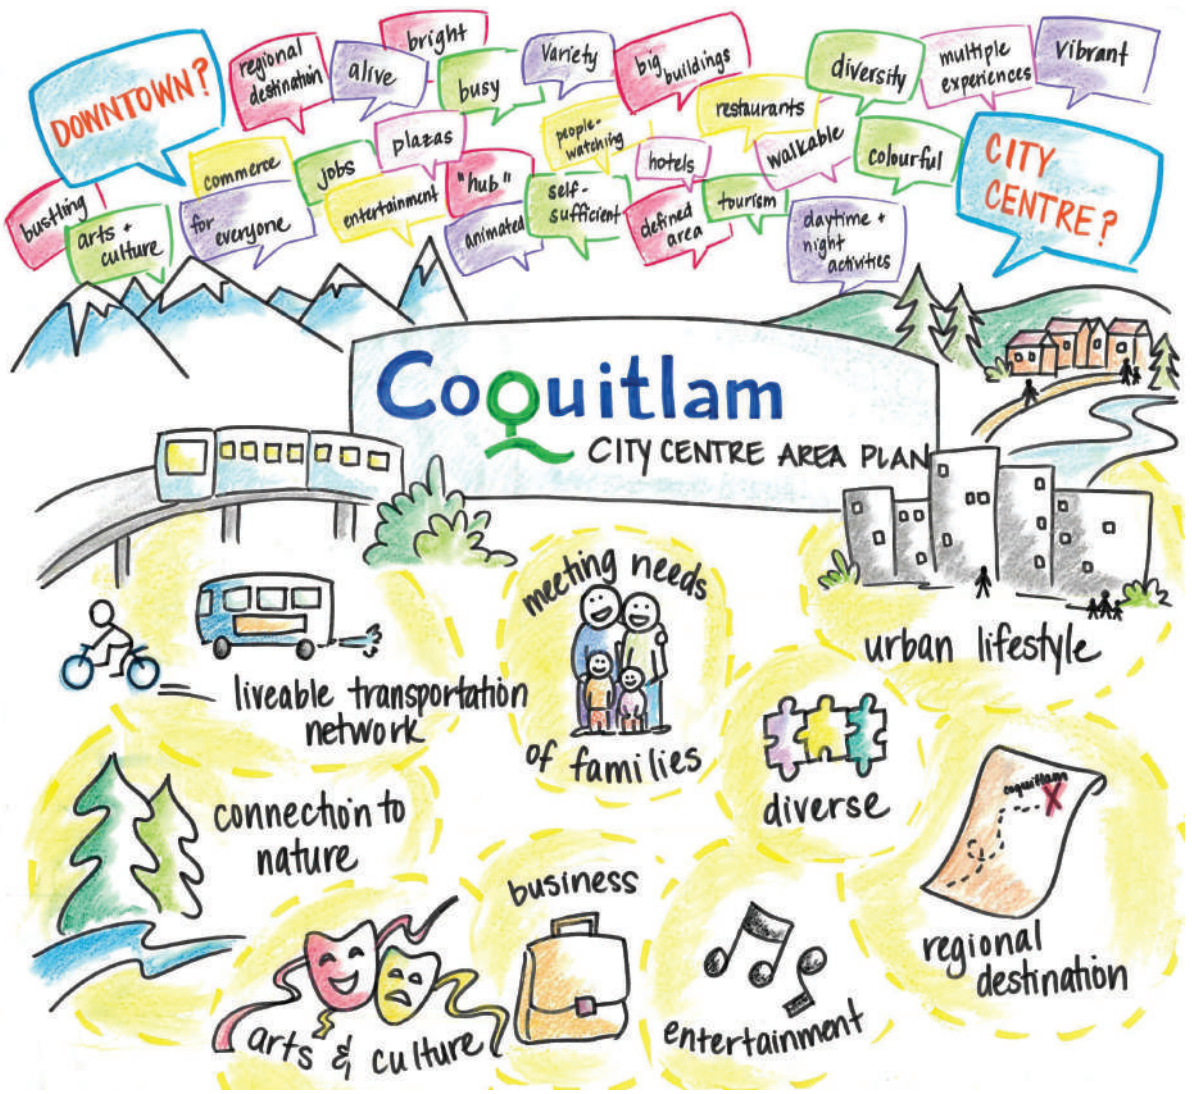 DOWNTOWN?
regional
destination
alive
bright
busy
variety
big
buildings
restaurants
diversity
multiple
experiences
vibrant
commerce
jobs
plazas
"hub"
people-
watching
hotels
walkable
colourful
CITY
CENTRE?
bustling
arts +
culture
for
everyone
entertainment
animated
self-
sufficient
defined
area
tourism
daytime +
night
activities
Coquitlam
CITY CENTRE AREA PLAN
liveable transportation
network
meeting needs
of families
urban lifestyle
connection to
nature
diverse
coquitlam
X
regional
destination
business
arts & culture
entertainment